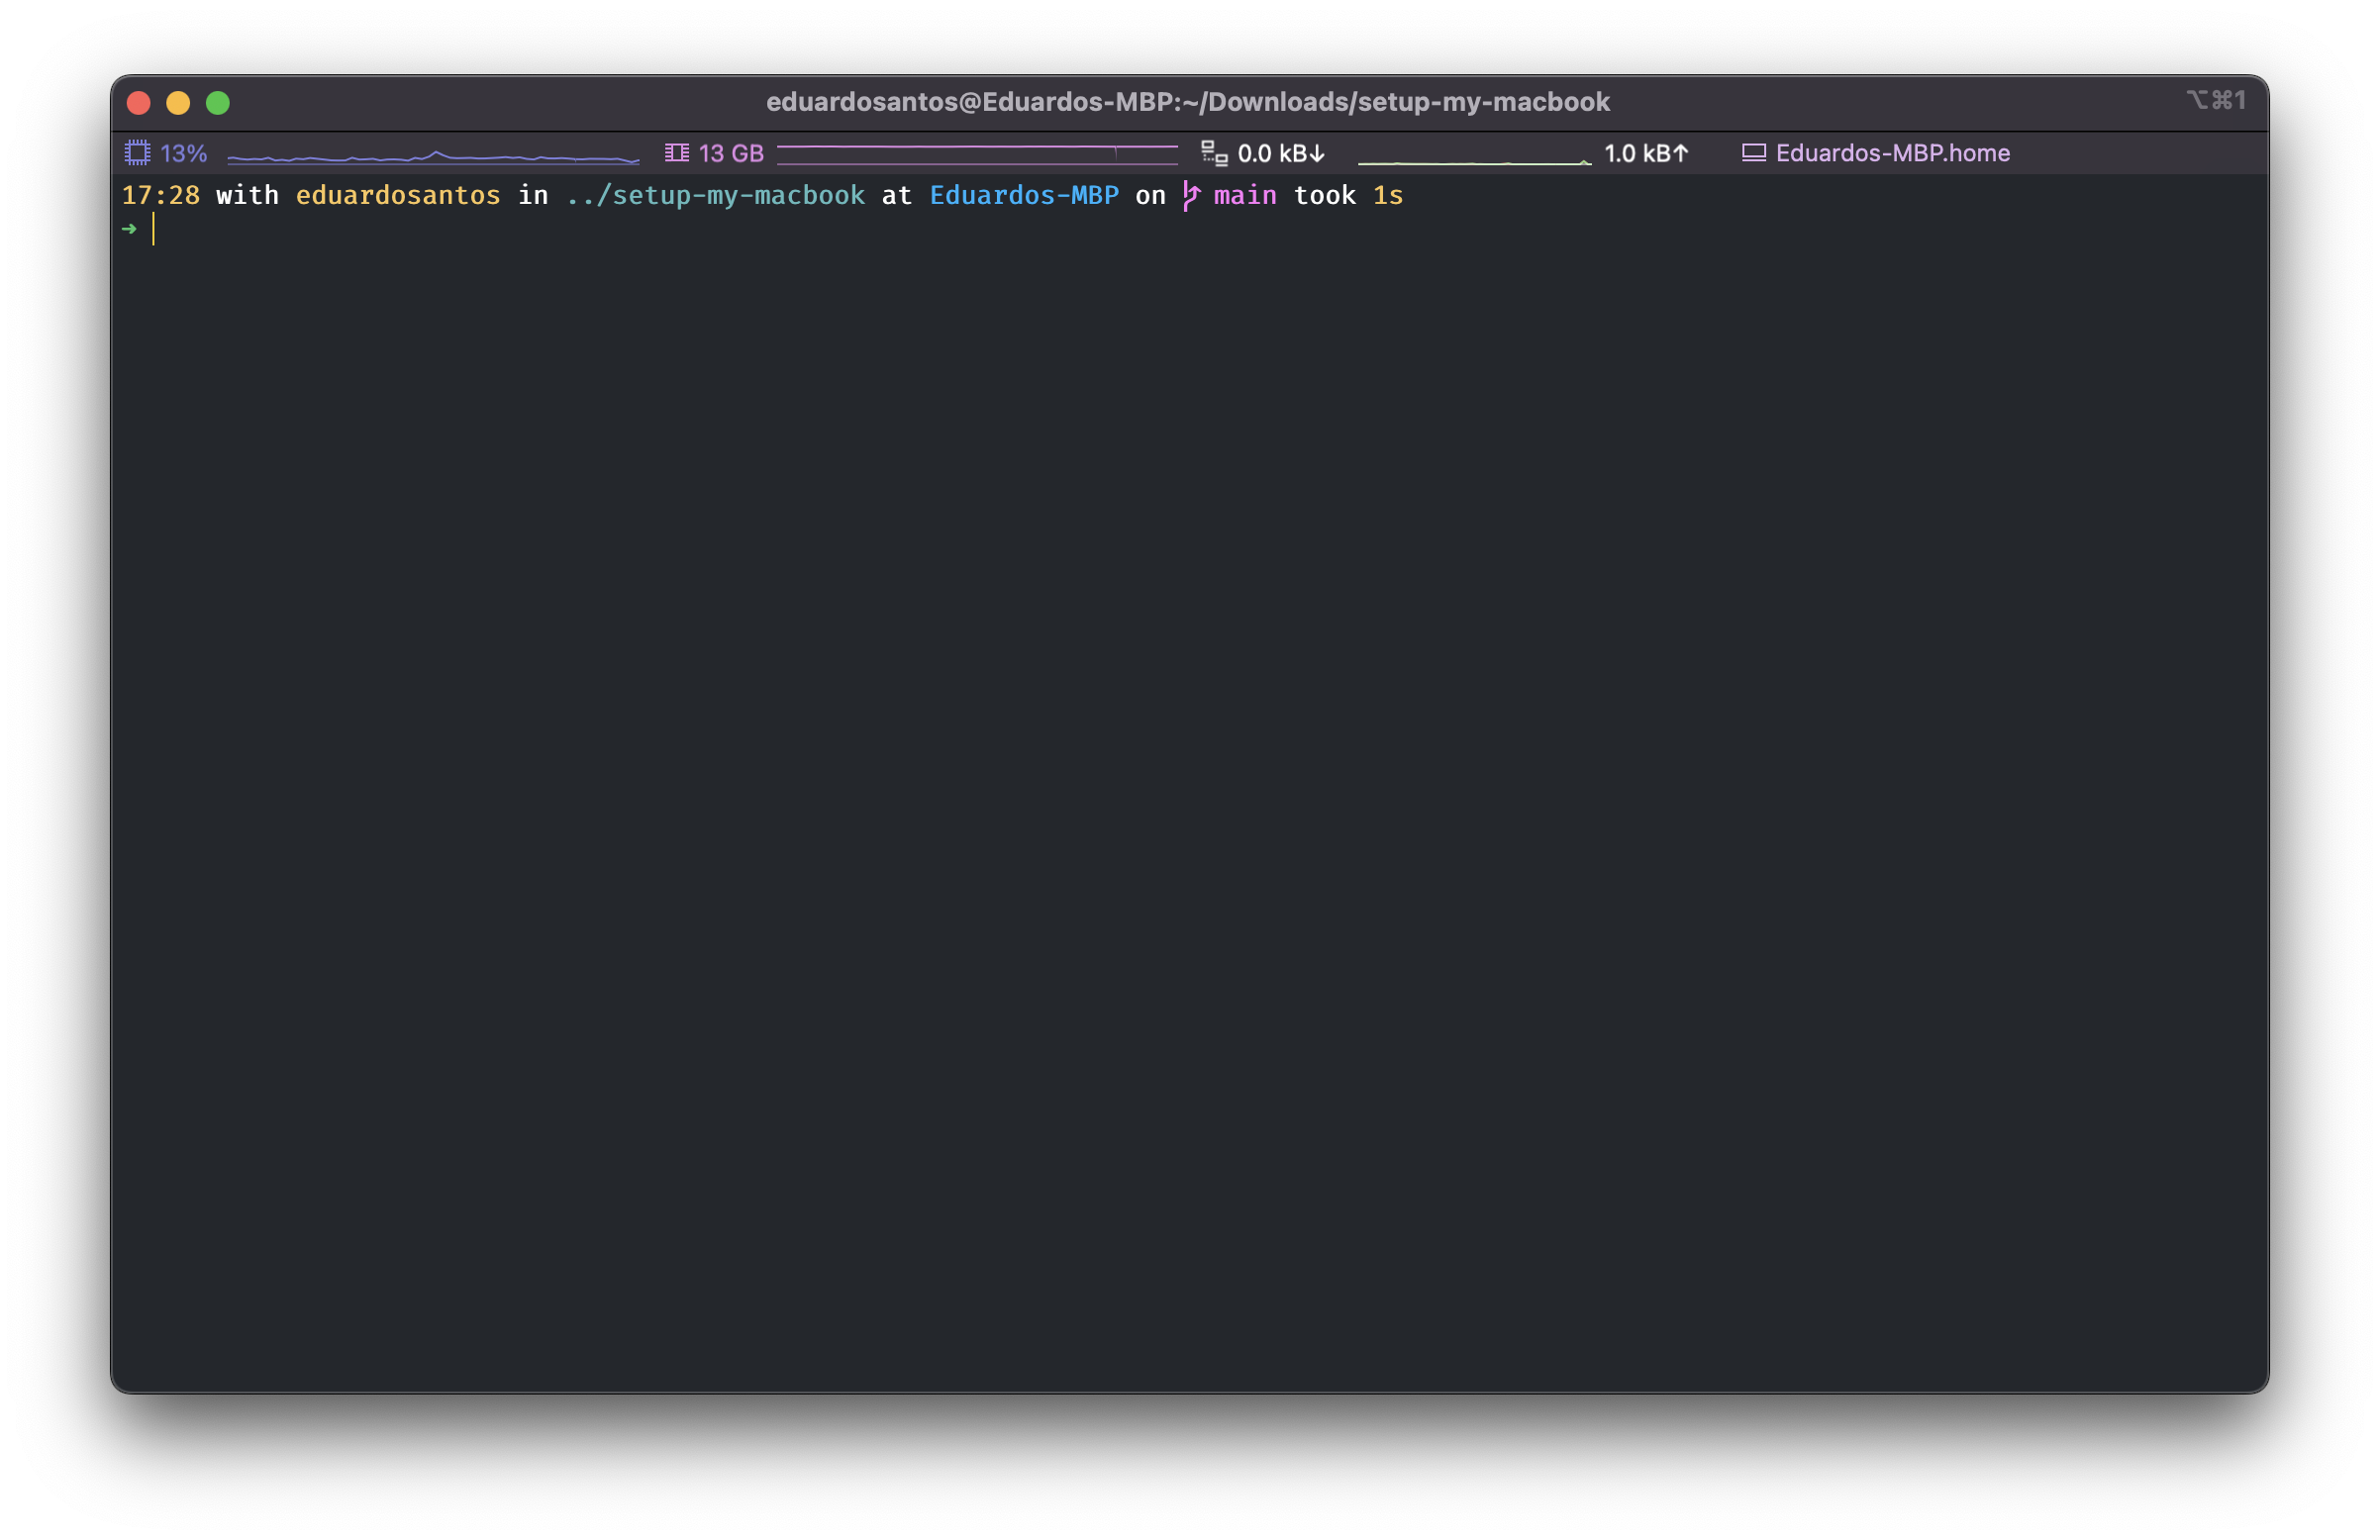 eduardosantos@Eduardos-MBP:~/Downloads/setup-my-macbook ⌥⌘1
13% 13 GB 0.0 kB↓ 1.0 kB↑ Eduardos-MBP.home
17:28 with eduardosantos in ../setup-my-macbook at Eduardos-MBP on main took 1s
➜